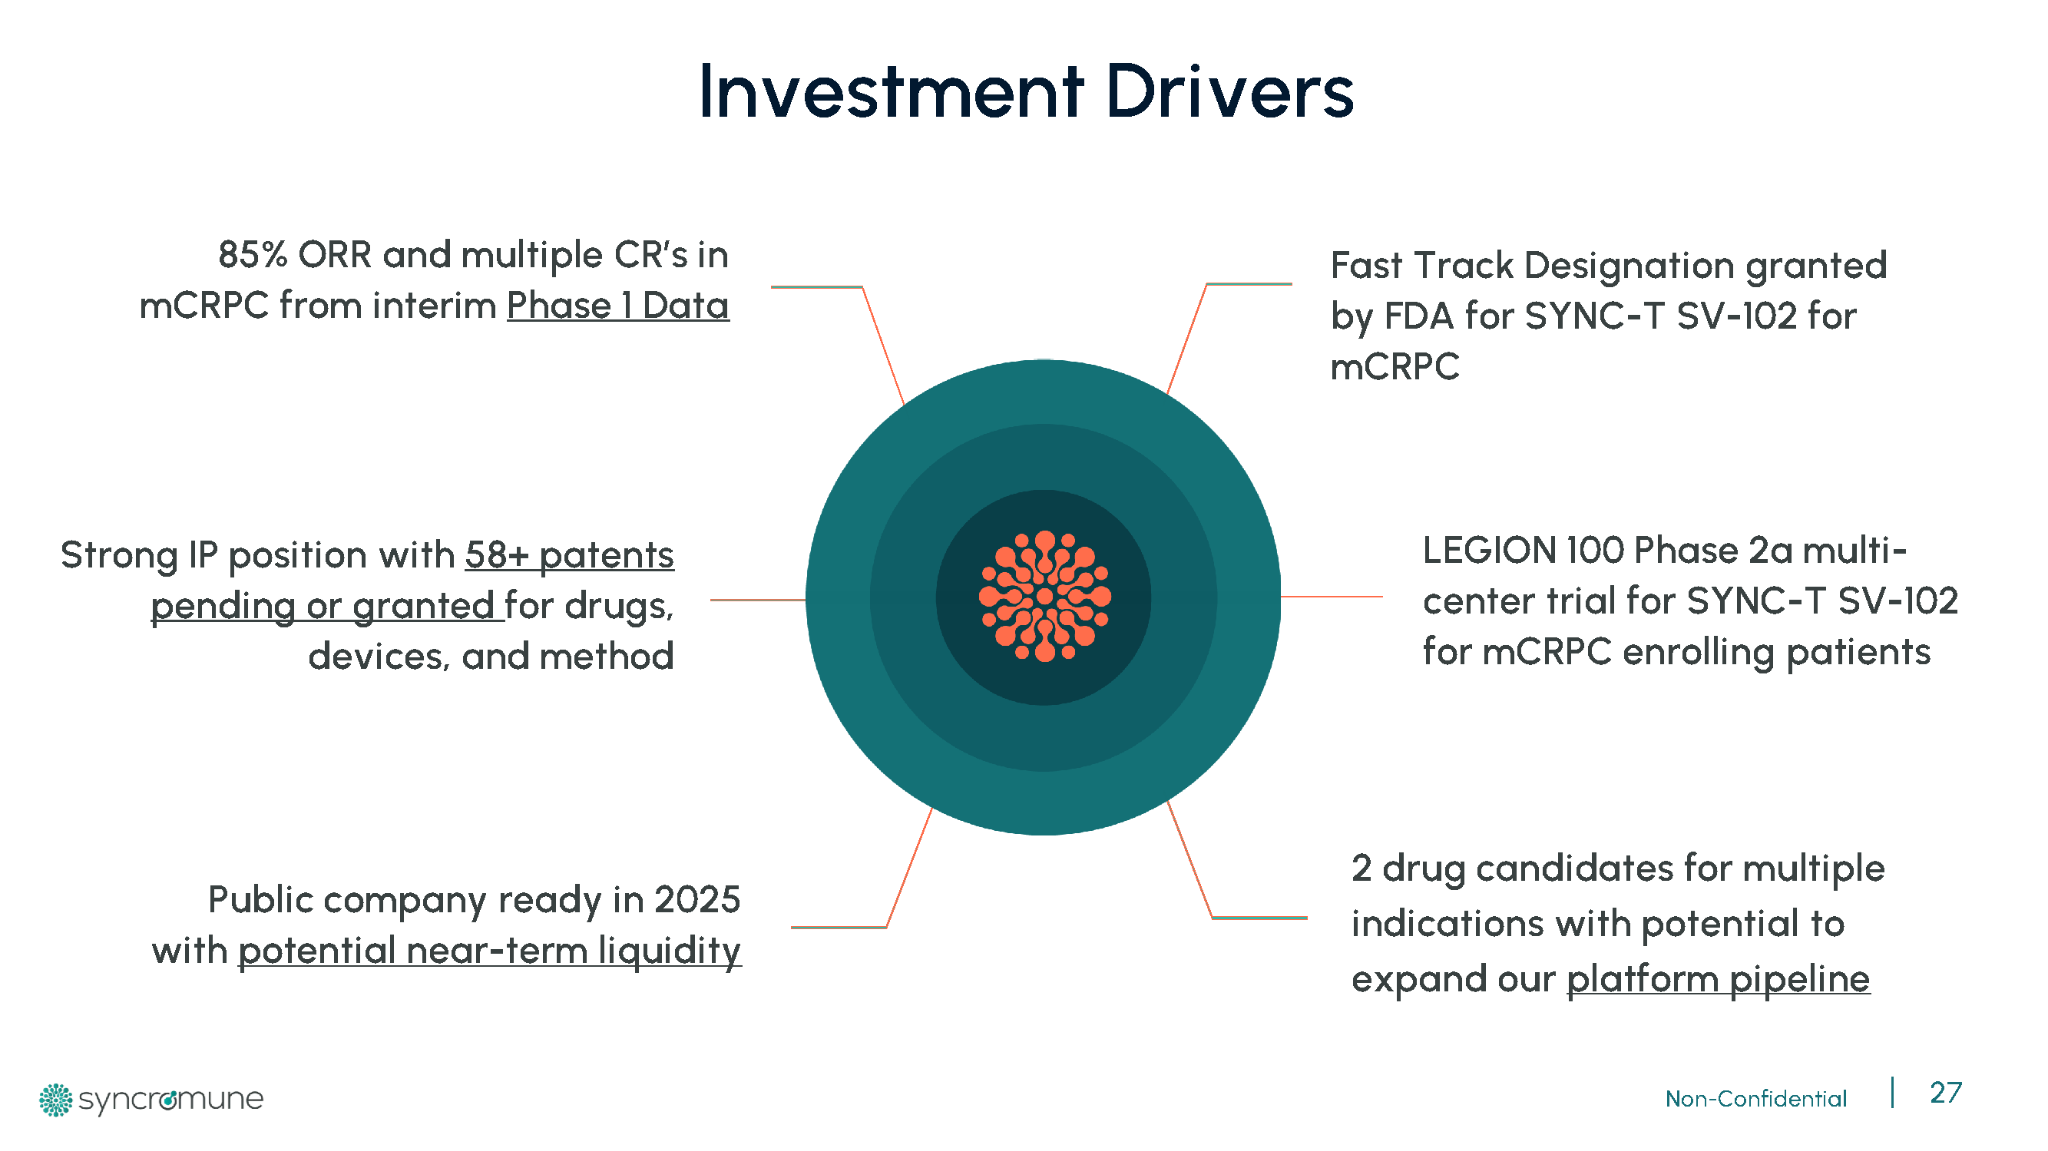 Investment Drivers
85% ORR and multiple CR’s in
mCRPC from interim Phase 1 Data
Fast Track Designation granted
by FDA for SYNC-T SV-102 for
mCRPC
Strong IP position with 58+ patents
pending or granted for drugs,
devices, and method
LEGION 100 Phase 2a multi-
center trial for SYNC-T SV-102
for mCRPC enrolling patients
Public company ready in 2025
with potential near-term liquidity
2 drug candidates for multiple
indications with potential to
expand our platform pipeline
syncromune
Non-Confidential | 27